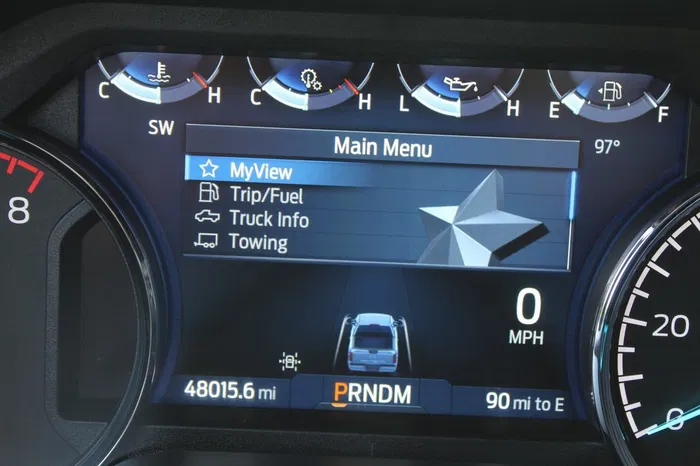 C H
C H
L H
E F
SW
97°
Main Menu
MyView
Trip/Fuel
Truck Info
Towing
8
0
MPH
20
0
48015.6 mi
PRNDM
90 mi to E